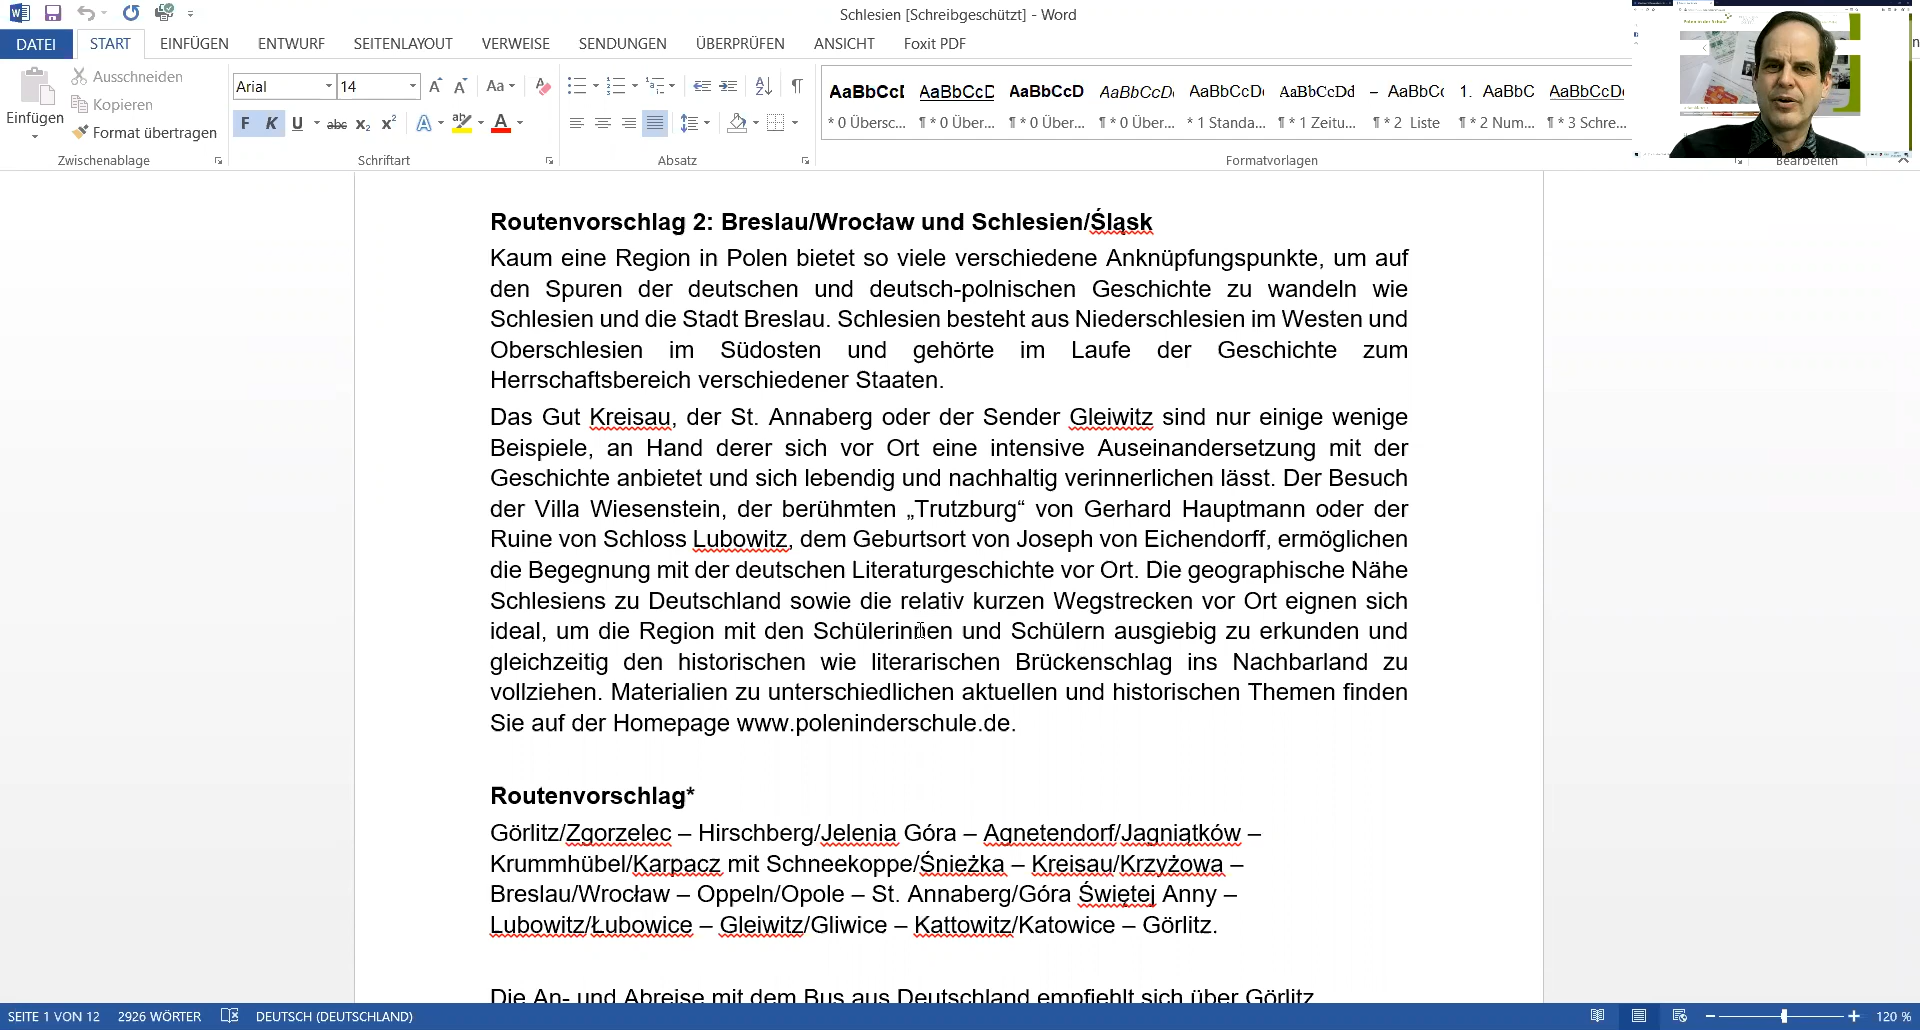 Schlesien [Schreibgeschützt] - Word
DATEI START EINFÜGEN ENTWURF SEITENLAYOUT VERWEISE SENDUNGEN ÜBERPRÜFEN ANSICHT Foxit PDF
Einfügen
Ausschneiden
Kopieren
Format übertragen
Zwischenablage
Arial 14
F K U abc x₂ x²
Schriftart
Absatz
AaBbCcD AaBbCcD AaBbCcD AaBbCcD AaBbCcD AaBbCcDd – AaBbCc 1. AaBbC AaBbCcD
* 0 Übersc... ¶ * 0 Über... ¶ * 0 Über... ¶ * 0 Über... * 1 Standa... ¶ * 1 Zeitu... ¶ * 2 Liste ¶ * 2 Num... ¶ * 3 Schre...
Formatvorlagen
Bearbeiten
Routenvorschlag 2: Breslau/Wrocław und Schlesien/Śląsk
Kaum eine Region in Polen bietet so viele verschiedene Anknüpfungspunkte, um auf
den Spuren der deutschen und deutsch-polnischen Geschichte zu wandeln wie
Schlesien und die Stadt Breslau. Schlesien besteht aus Niederschlesien im Westen und
Oberschlesien im Südosten und gehörte im Laufe der Geschichte zum
Herrschaftsbereich verschiedener Staaten.
Das Gut Kreisau, der St. Annaberg oder der Sender Gleiwitz sind nur einige wenige
Beispiele, an Hand derer sich vor Ort eine intensive Auseinandersetzung mit der
Geschichte anbietet und sich lebendig und nachhaltig verinnerlichen lässt. Der Besuch
der Villa Wiesenstein, der berühmten „Trutzburg“ von Gerhard Hauptmann oder der
Ruine von Schloss Lubowitz, dem Geburtsort von Joseph von Eichendorff, ermöglichen
die Begegnung mit der deutschen Literaturgeschichte vor Ort. Die geographische Nähe
Schlesiens zu Deutschland sowie die relativ kurzen Wegstrecken vor Ort eignen sich
ideal, um die Region mit den Schülerinnen und Schülern ausgiebig zu erkunden und
gleichzeitig den historischen wie literarischen Brückenschlag ins Nachbarland zu
vollziehen. Materialien zu unterschiedlichen aktuellen und historischen Themen finden
Sie auf der Homepage www.poleninderschule.de.
Routenvorschlag*
Görlitz/Zgorzelec – Hirschberg/Jelenia Góra – Agnetendorf/Jagniątków –
Krummhübel/Karpacz mit Schneekoppe/Śnieżka – Kreisau/Krzyżowa –
Breslau/Wrocław – Oppeln/Opole – St. Annaberg/Góra Świętej Anny –
Lubowitz/Łubowice – Gleiwitz/Gliwice – Kattowitz/Katowice – Görlitz.
Die An- und Abreise mit dem Bus aus Deutschland empfiehlt sich über Görlitz
SEITE 1 VON 12 2926 WÖRTER DEUTSCH (DEUTSCHLAND) 120 %